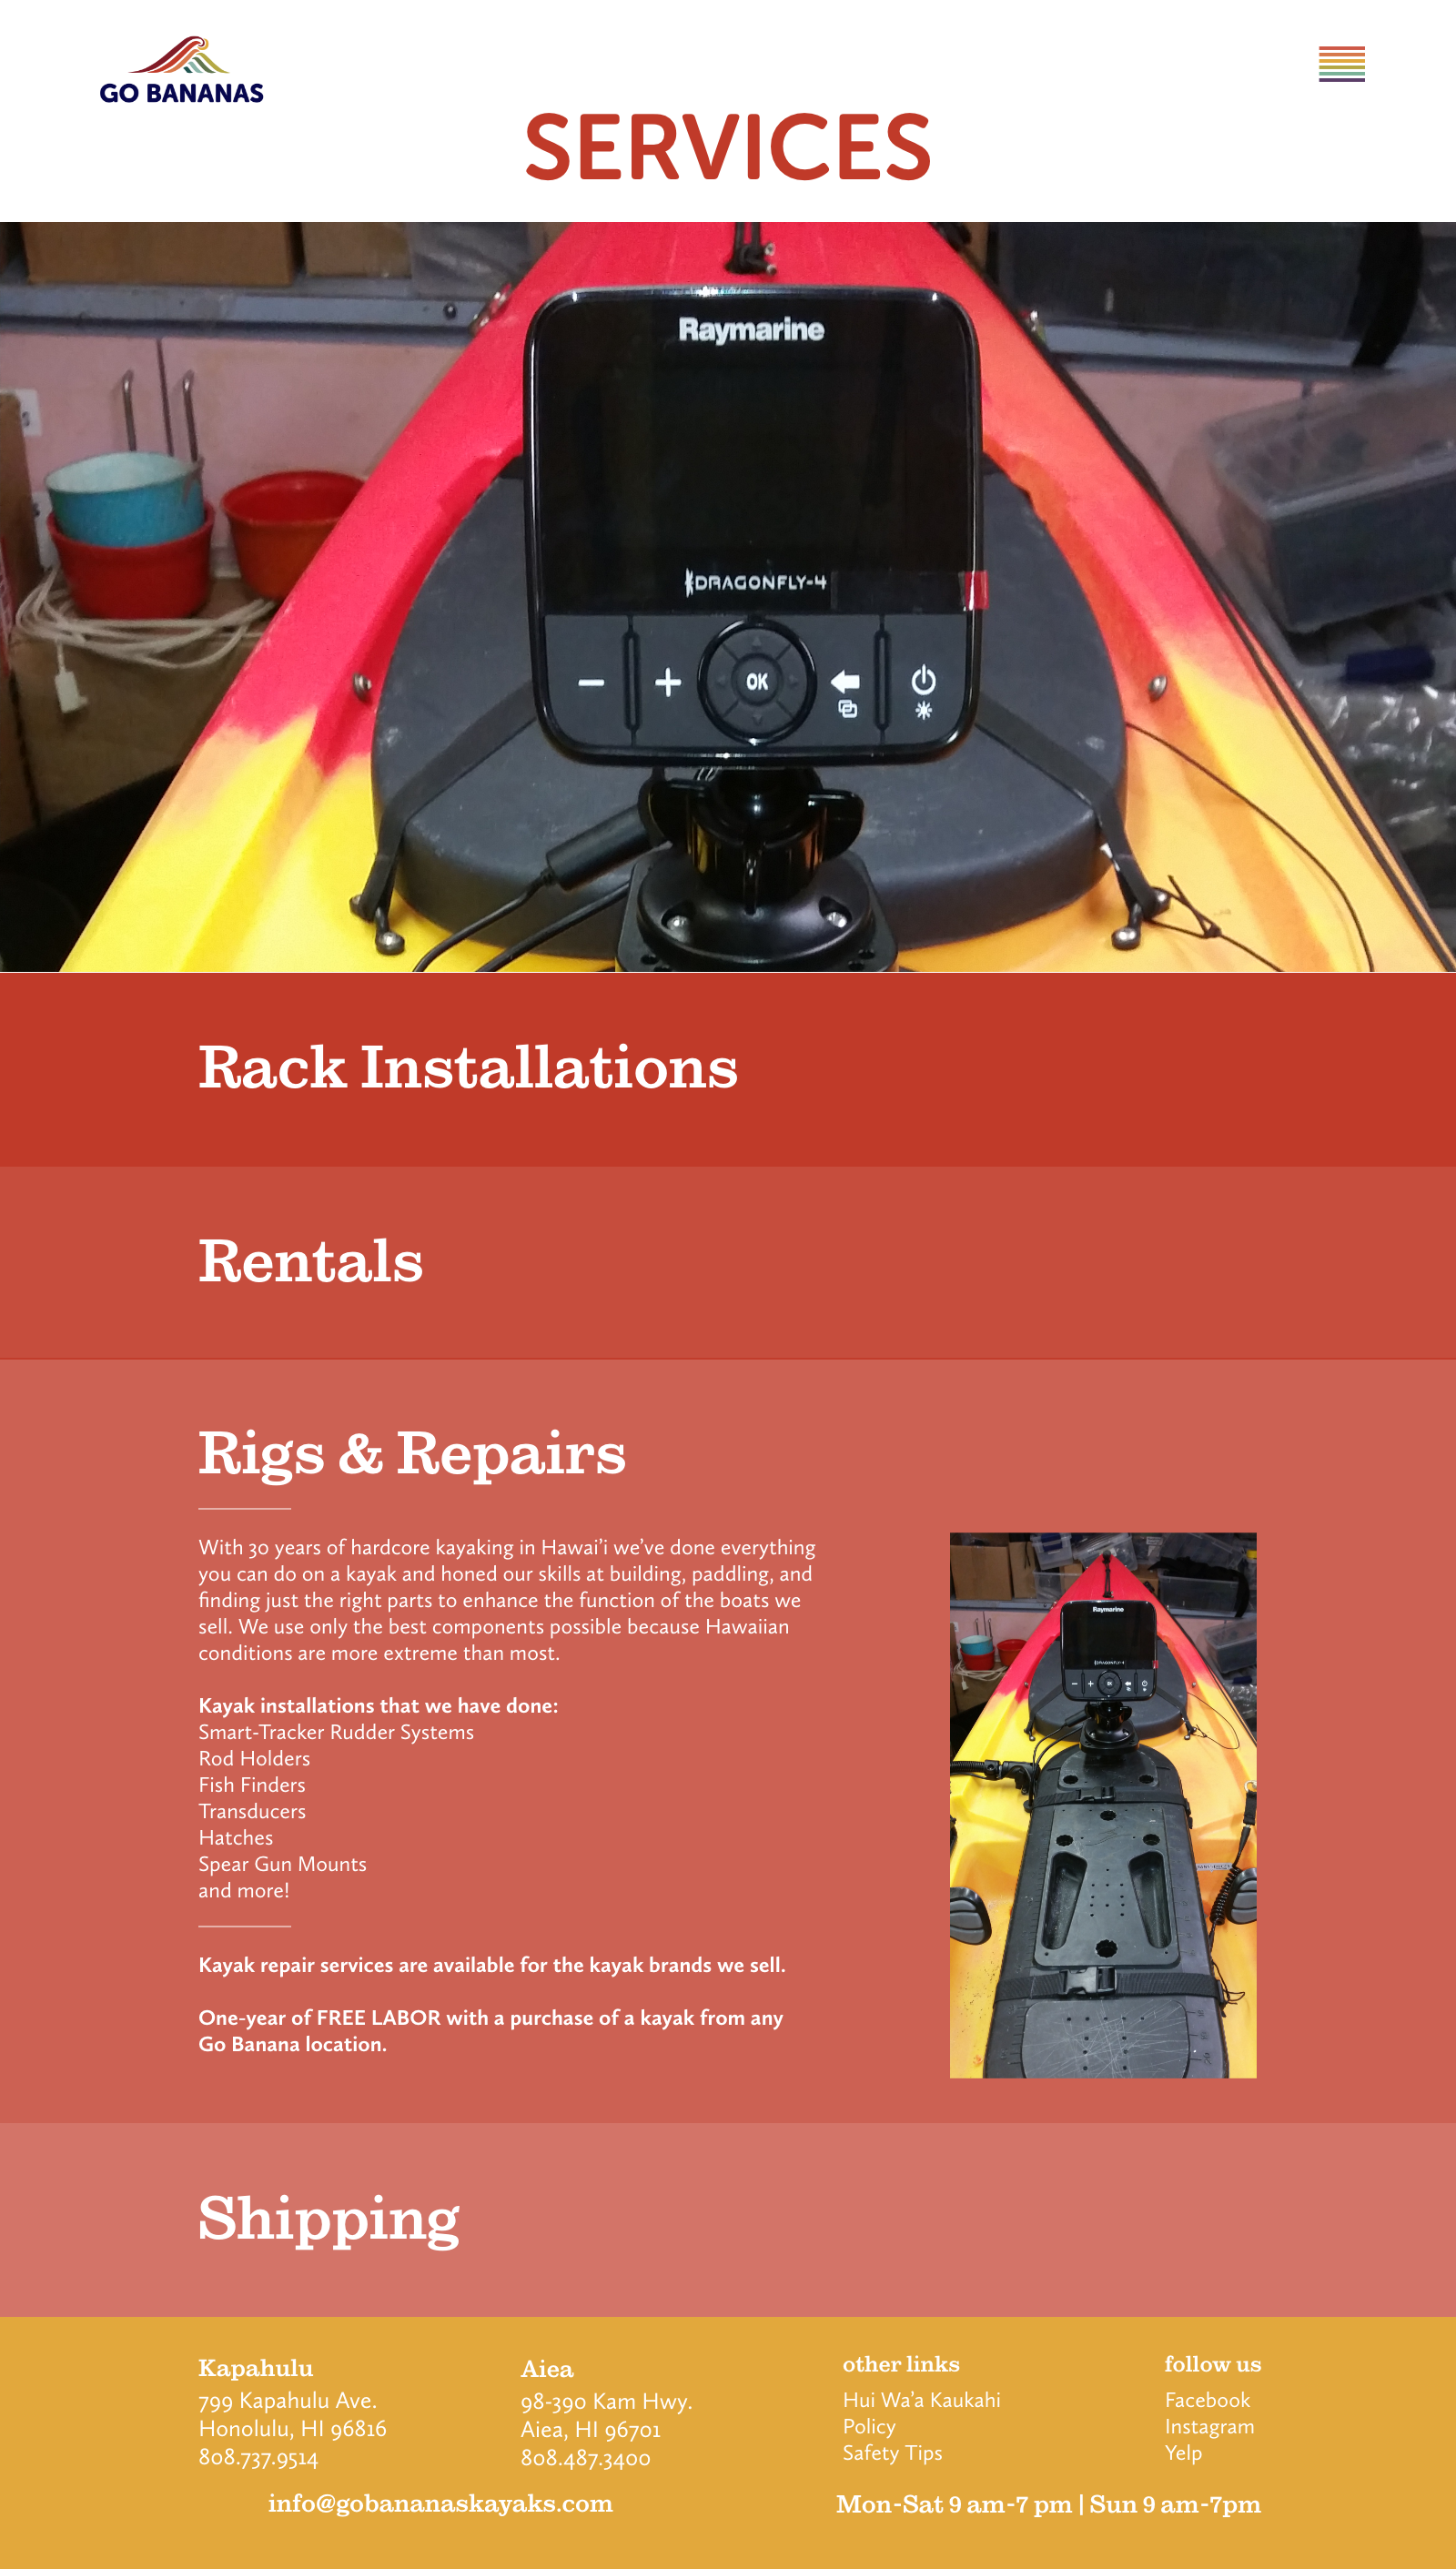 GO BANANAS
SERVICES
Raymarine
DRAGONFLY-4
OK
Rack Installations
Rentals
Rigs & Repairs
With 30 years of hardcore kayaking in Hawai’i we’ve done everything
you can do on a kayak and honed our skills at building, paddling, and
finding just the right parts to enhance the function of the boats we
sell. We use only the best components possible because Hawaiian
conditions are more extreme than most.
Kayak installations that we have done:
Smart-Tracker Rudder Systems
Rod Holders
Fish Finders
Transducers
Hatches
Spear Gun Mounts
and more!
Raymarine
DRAGONFLY-4
OK
Kayak repair services are available for the kayak brands we sell.
One-year of FREE LABOR with a purchase of a kayak from any
Go Banana location.
Shipping
Kapahulu
799 Kapahulu Ave.
Honolulu, HI 96816
808.737.9514
Aiea
98-390 Kam Hwy.
Aiea, HI 96701
808.487.3400
other links
Hui Wa’a Kaukahi
Policy
Safety Tips
follow us
Facebook
Instagram
Yelp
info@gobananaskayaks.com
Mon-Sat 9 am-7 pm | Sun 9 am-7pm